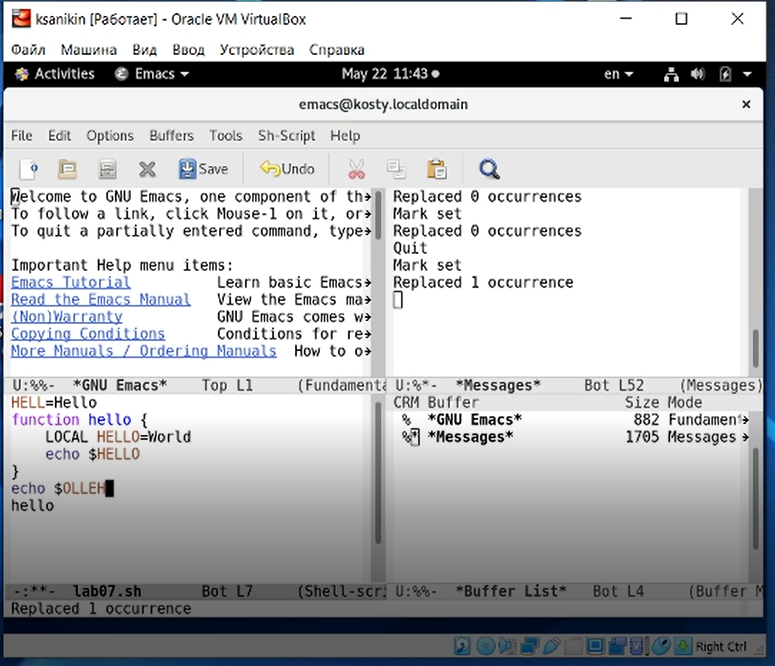 ksanikin [Работает] - Oracle VM VirtualBox
Файл Машина Вид Ввод Устройства Справка
Activities Emacs May 22 11:43 en
emacs@kosty.localdomain
File Edit Options Buffers Tools Sh-Script Help
Save Undo
Welcome to GNU Emacs, one component of th
To follow a link, click Mouse-1 on it, or
To quit a partially entered command, type
Important Help menu items:
Emacs Tutorial Learn basic Emacs
Read the Emacs Manual View the Emacs ma
(Non)Warranty GNU Emacs comes w
Copying Conditions Conditions for re
More Manuals / Ordering Manuals How to o
U:%%- *GNU Emacs* Top L1 (Fundamenta
Replaced 0 occurrences
Mark set
Replaced 0 occurrences
Quit
Mark set
Replaced 1 occurrence
U:%*- *Messages* Bot L52 (Messages)
HELL=Hello
function hello {
LOCAL HELLO=World
echo $HELLO
}
echo $OLLEH
hello
-:**- lab07.sh Bot L7 (Shell-scri
CRM Buffer Size Mode
% *GNU Emacs* 882 Fundament
%* *Messages* 1705 Messages
U:%%- *Buffer List* Bot L4 (Buffer M
Replaced 1 occurrence
Right Ctrl